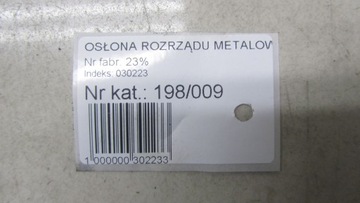 OSŁONA ROZRZĄDU METALOW
Nr fabr. 23%
Indeks: 030223
Nr kat.: 198/009
1 000000 302233